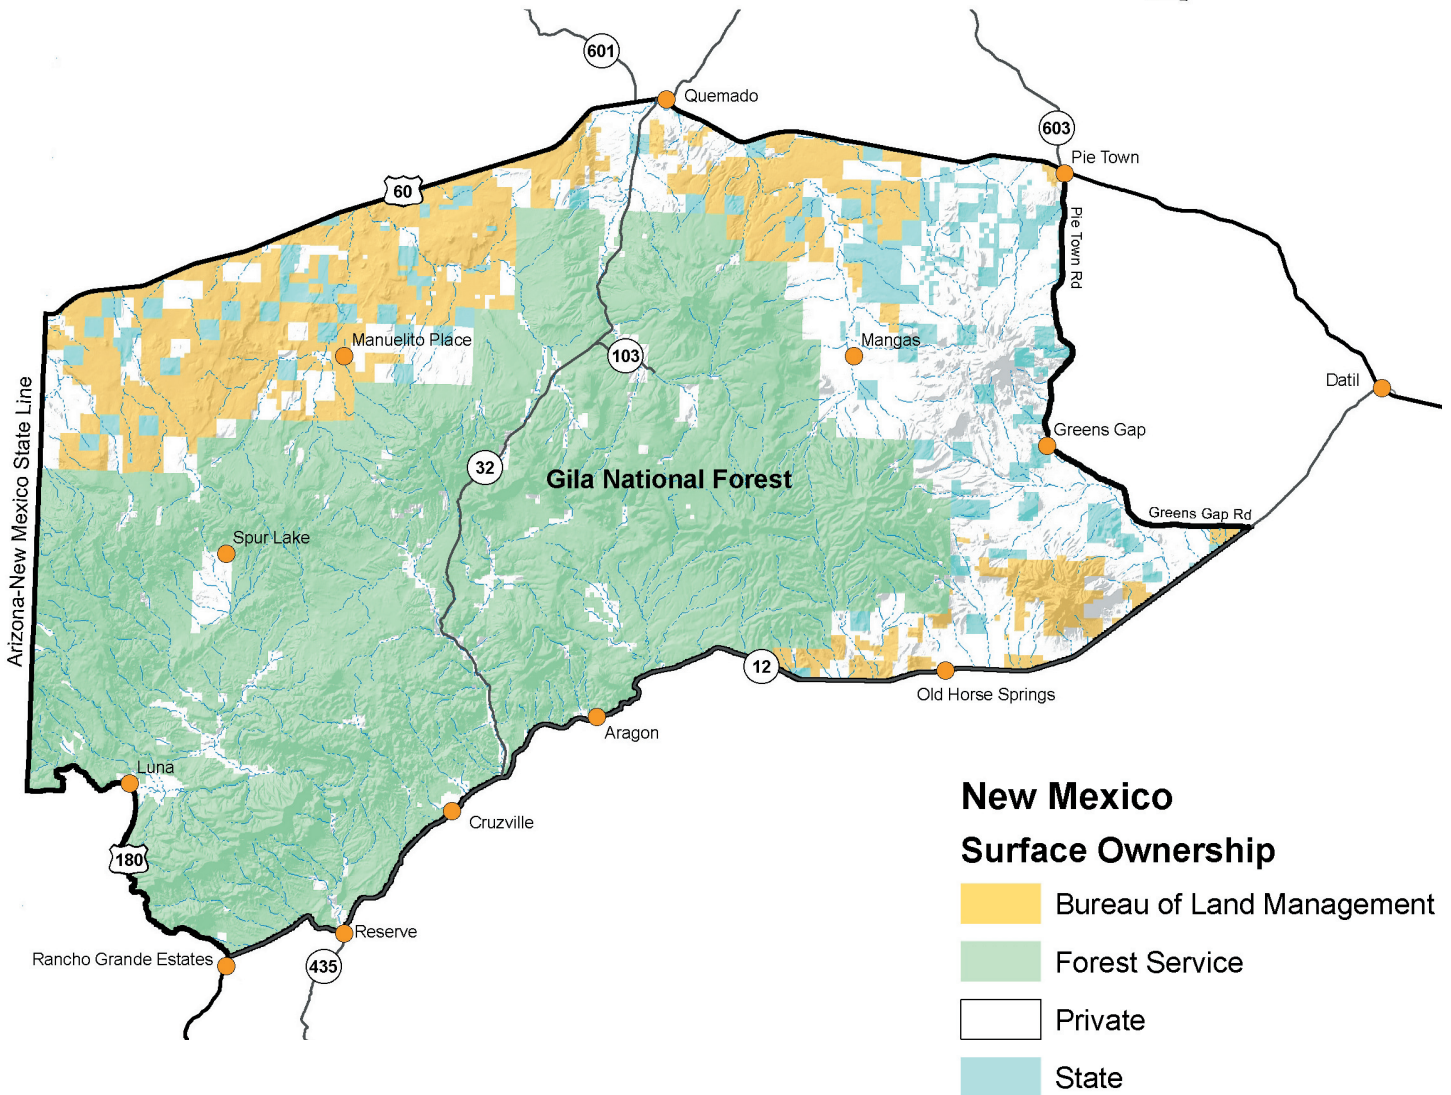 601
Quemado
603
Pie Town
60
Pie Town Rd
Manuelito Place
103
Mangas
Datil
Arizona-New Mexico State Line
Greens Gap
32
Gila National Forest
Greens Gap Rd
Spur Lake
12
Old Horse Springs
Aragon
Luna
Cruzville
180
Reserve
Rancho Grande Estates
435
New Mexico
Surface Ownership
Bureau of Land Management
Forest Service
Private
State